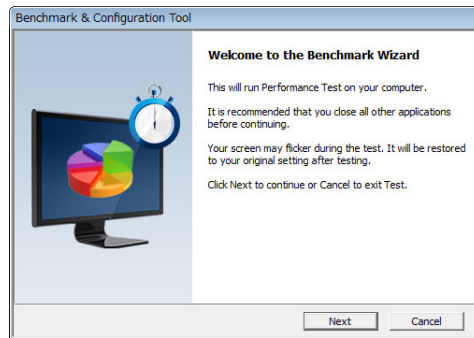 Benchmark & Configuration Tool
Welcome to the Benchmark Wizard
This will run Performance Test on your computer.
It is recommended that you close all other applications
before continuing.
Your screen may flicker during the test. It will be restored
to your original setting after testing.
Click Next to continue or Cancel to exit Test.
Next
Cancel